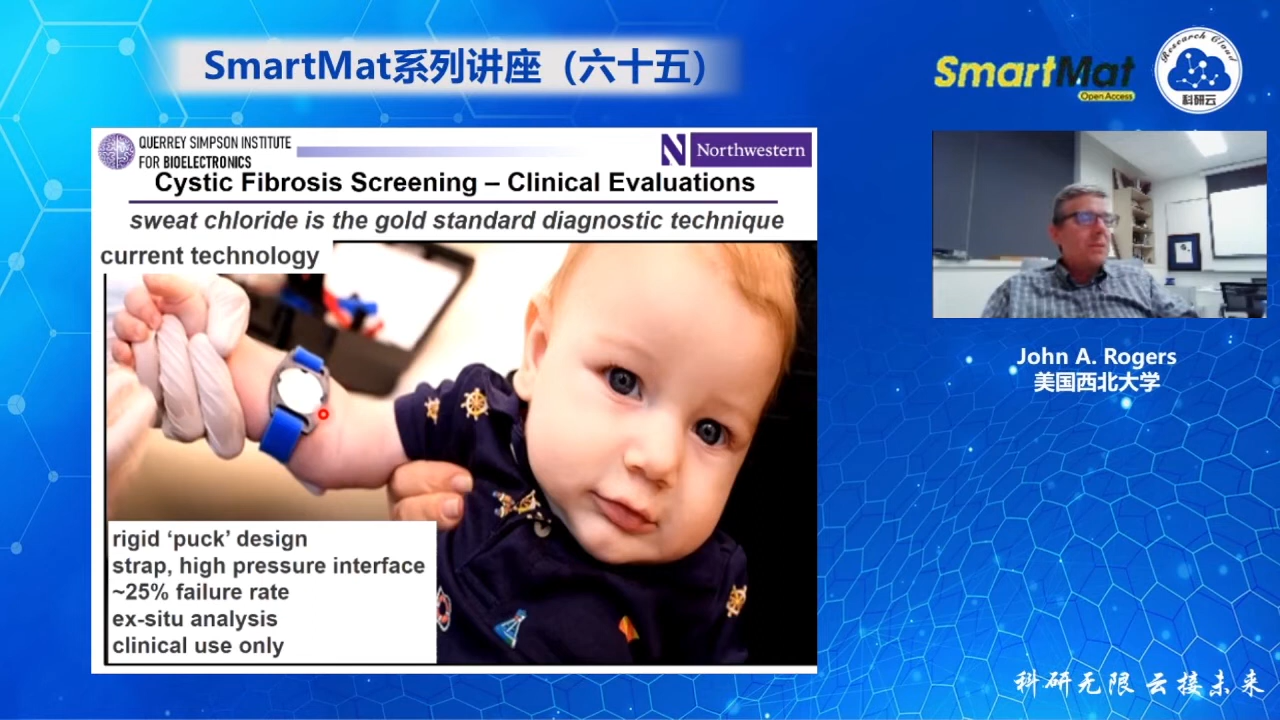 SmartMat系列讲座（六十五）
SmartMat
Open Access
Research Cloud
科研云
QUERREY SIMPSON INSTITUTE
FOR BIOELECTRONICS
N Northwestern
Cystic Fibrosis Screening – Clinical Evaluations
sweat chloride is the gold standard diagnostic technique
current technology
rigid ‘puck’ design
strap, high pressure interface
~25% failure rate
ex-situ analysis
clinical use only
John A. Rogers
美国西北大学
科研无限 云接未来